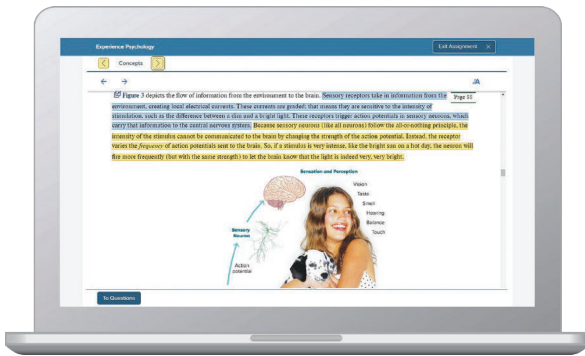 Experience Psychology
Exit Assignment X
Concepts
Figure 3 depicts the flow of information from the environment to the brain. Sensory receptors take in information from the
Page 86
environment, creating local electrical currents. These currents are graded; that means they are sensitive to the intensity of
stimulation, such as the difference between a dim and a bright light. These receptors trigger action potentials in sensory neurons, which
carry that information to the central nervous system. Because sensory neurons (like all neurons) follow the all-or-nothing principle, the
intensity of the stimulus cannot be communicated to the brain by changing the strength of the action potential. Instead, the receptor
varies the frequency of action potentials sent to the brain. So, if a stimulus is very intense, like the bright sun on a hot day, the neuron will
fire more frequently (but with the same strength) to let the brain know that the light is indeed very, very bright.
Sensation and Perception
Vision
Taste
Smell
Hearing
Balance
Touch
Sensory
Neurons
Action
potential
To Questions